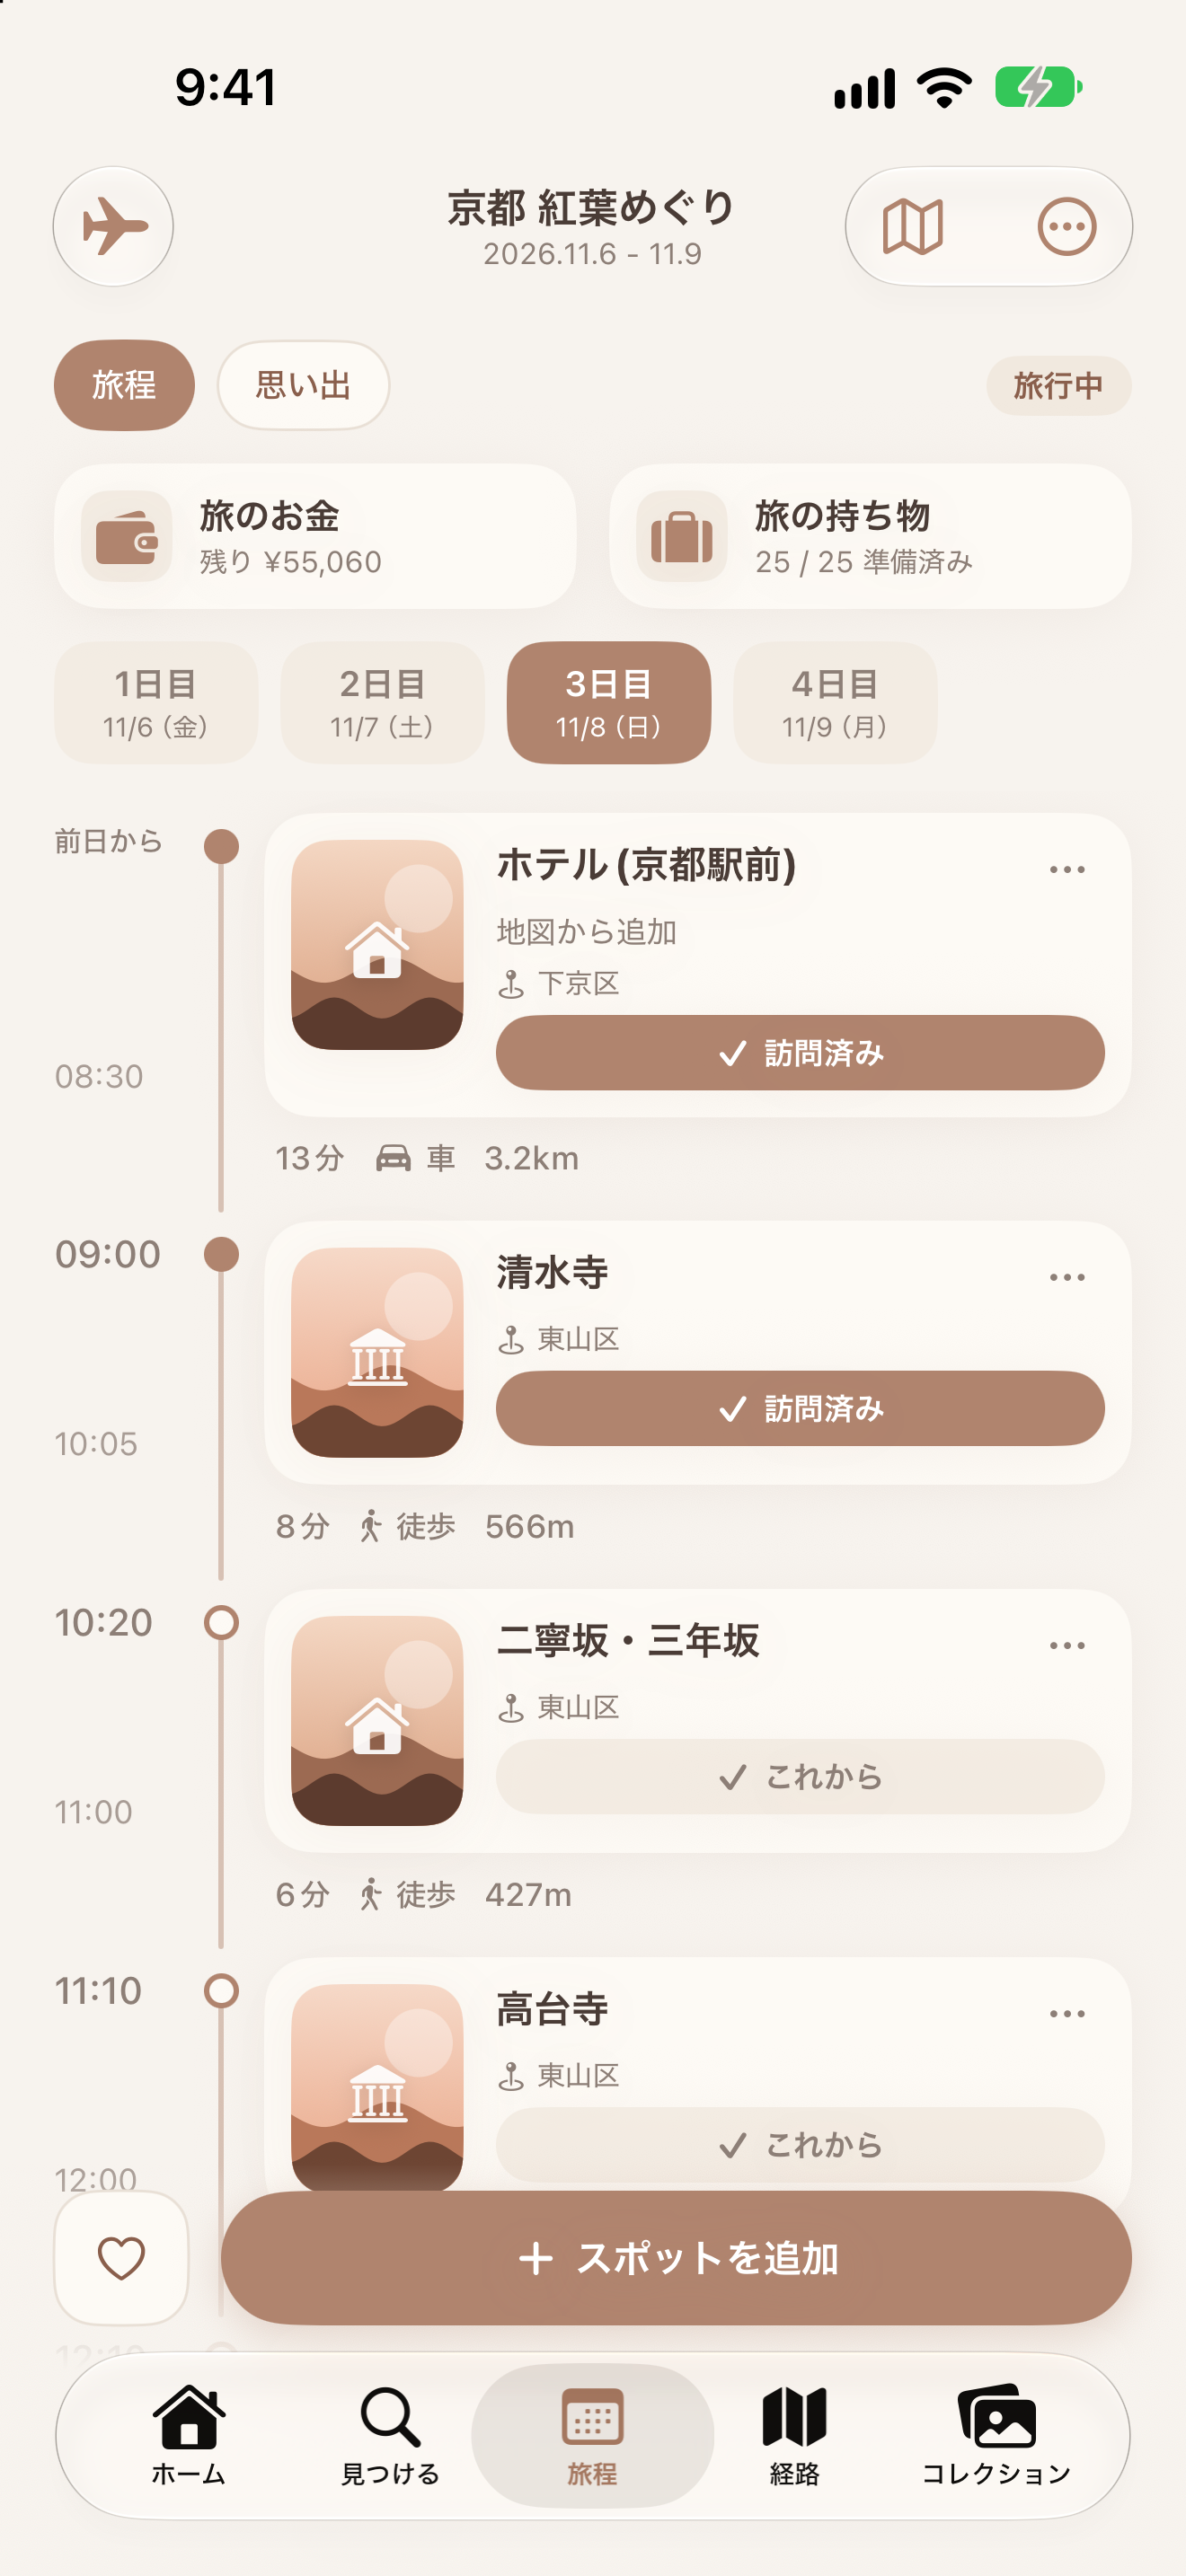 9:41
京都 紅葉めぐり
2026.11.6 - 11.9
旅程
思い出
旅行中
旅のお金
残り ¥55,060
旅の持ち物
25 / 25 準備済み
1日目
11/6 (金)
2日目
11/7 (土)
3日目
11/8 (日)
4日目
11/9 (月)
前日から
ホテル (京都駅前)
地図から追加
下京区
訪問済み
08:30
13分 車 3.2km
09:00
清水寺
東山区
訪問済み
10:05
8分 徒歩 566m
10:20
二寧坂・三年坂
東山区
これから
11:00
6分 徒歩 427m
11:10
高台寺
東山区
これから
12:00
スポットを追加
12:10
ホーム
見つける
旅程
経路
コレクション